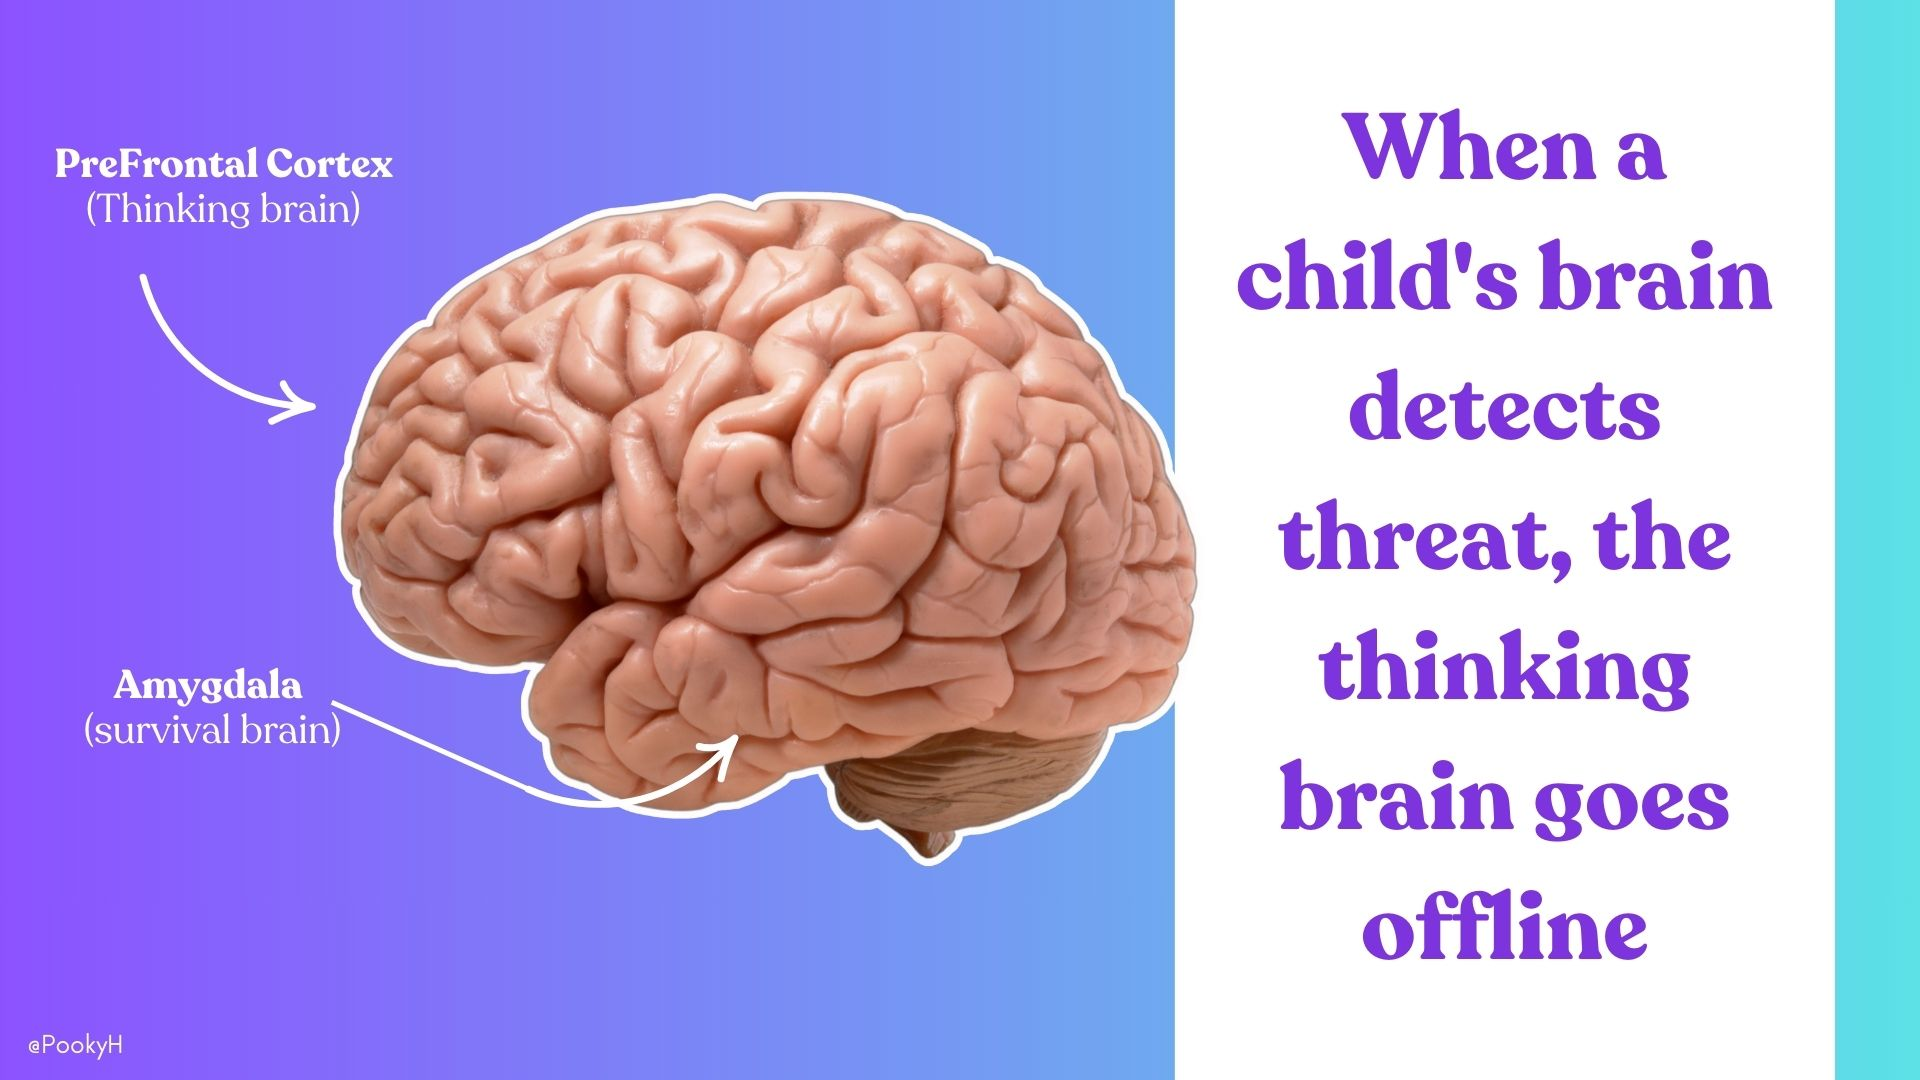 PreFrontal Cortex
(Thinking brain)
Amygdala
(survival brain)
@PookyH
When a
child's brain
detects
threat, the
thinking
brain goes
offline